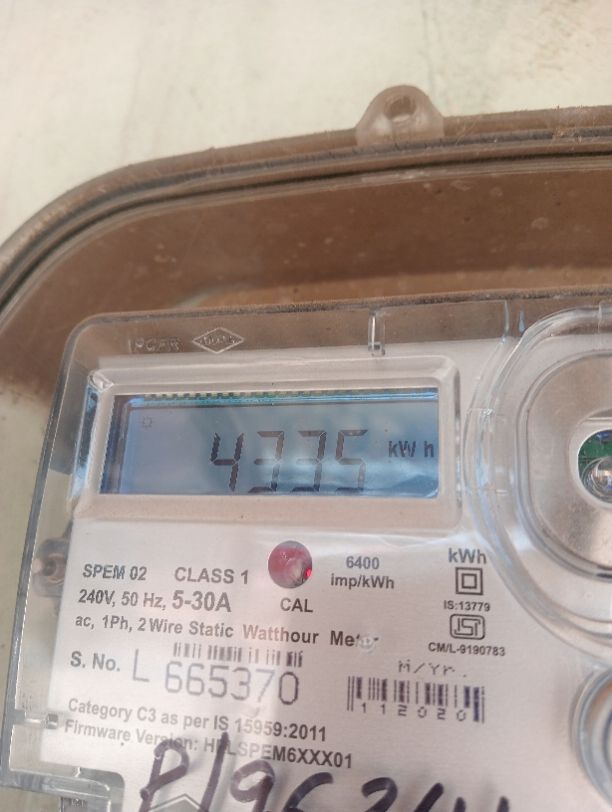 4335 kWh
SPEM 02 CLASS 1
6400
imp/kWh
kWh
240V, 50 Hz, 5-30A
CAL
IS:13779
ac, 1Ph, 2 Wire Static Watthour Meter
CM/L-9190783
S. No. L 665370
M/Yr.
112020
Category C3 as per IS 15959:2011
Firmware Version: HPLSPEM6XXX01